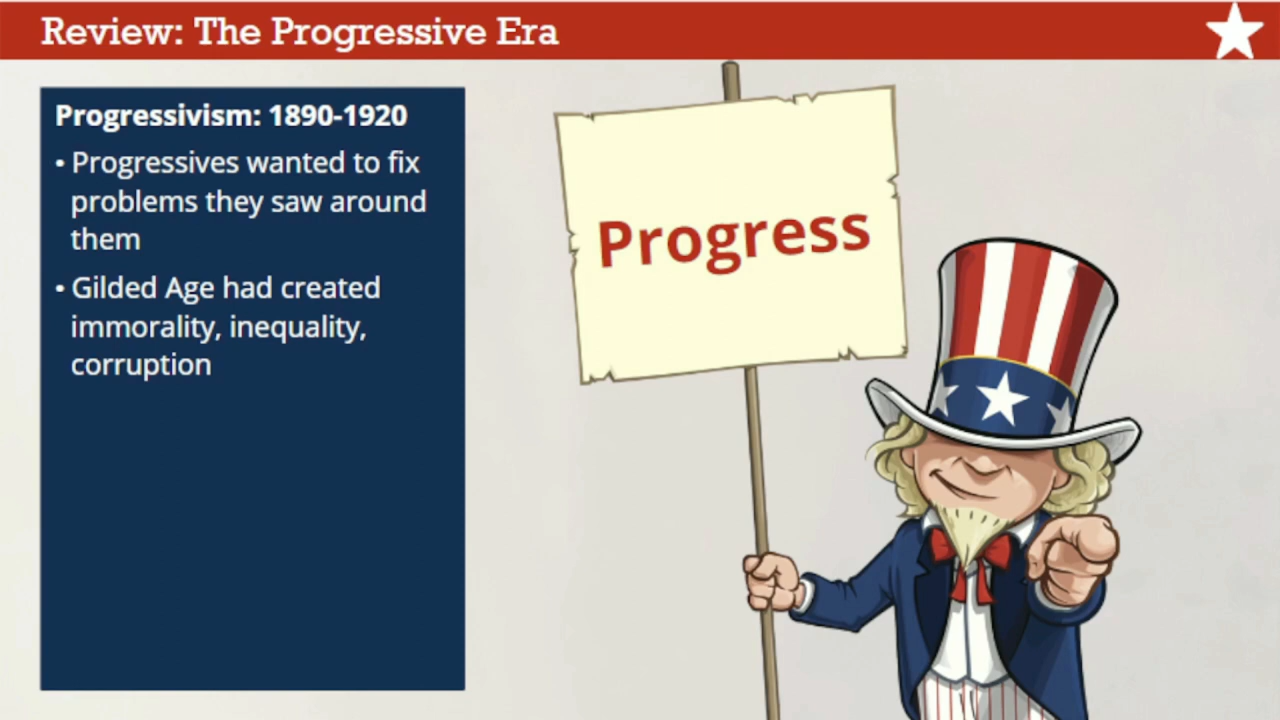 Review: The Progressive Era
Progressivism: 1890-1920
• Progressives wanted to fix
problems they saw around
them
• Gilded Age had created
immorality, inequality,
corruption
Progress